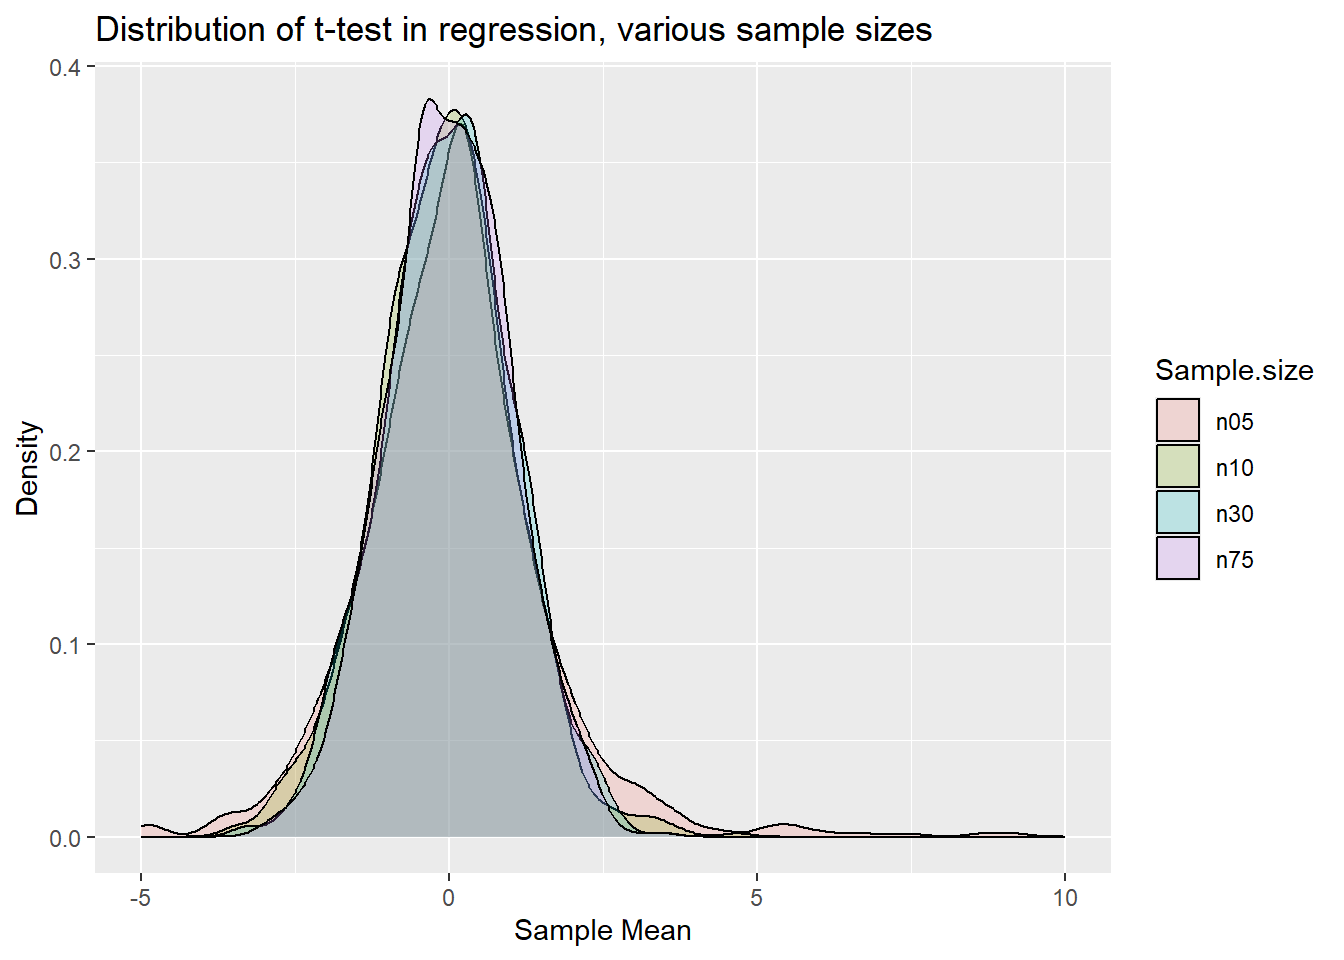 Distribution of t-test in regression, various sample sizes
0.4
0.3
0.2
0.1
0.0
Density
-5
0
5
10
Sample Mean
Sample.size
n05
n10
n30
n75